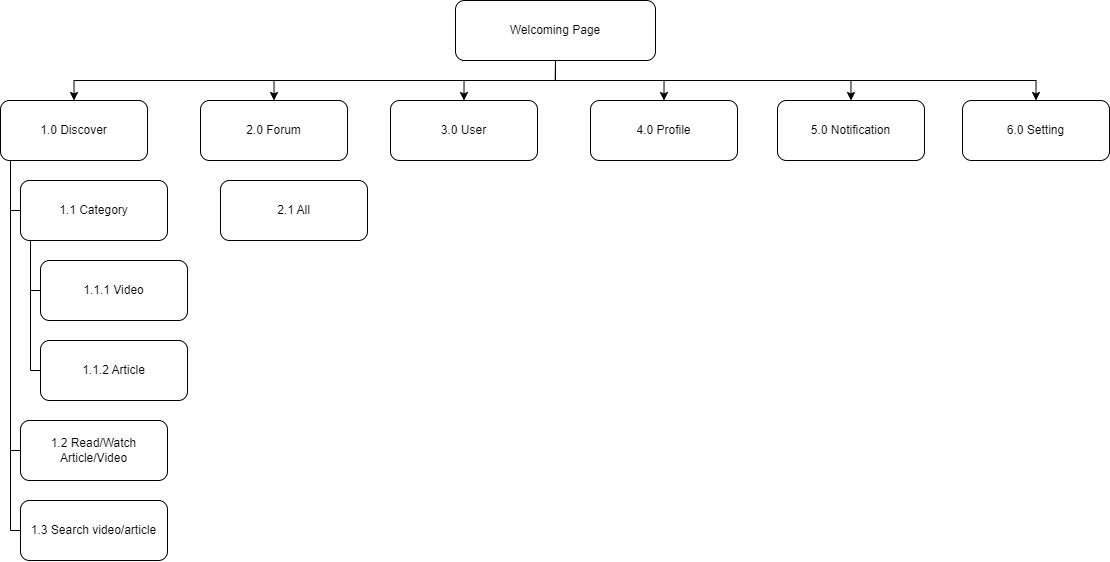 Welcoming Page
1.0 Discover
2.0 Forum
3.0 User
4.0 Profile
5.0 Notification
6.0 Setting
1.1 Category
2.1 All
1.1.1 Video
1.1.2 Article
1.2 Read/Watch
Article/Video
1.3 Search video/article